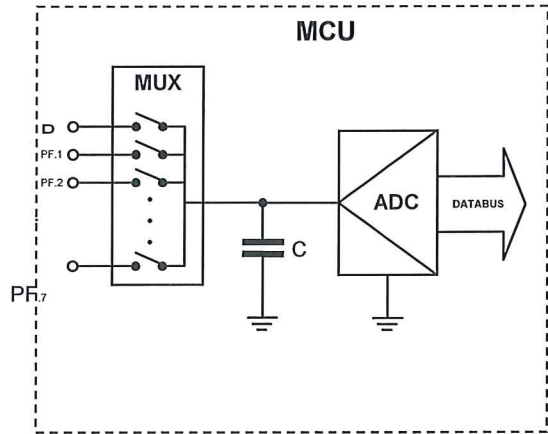 MCU
MUX
D
PF.1
PF.2
PF.7
ADC
DATABUS
C